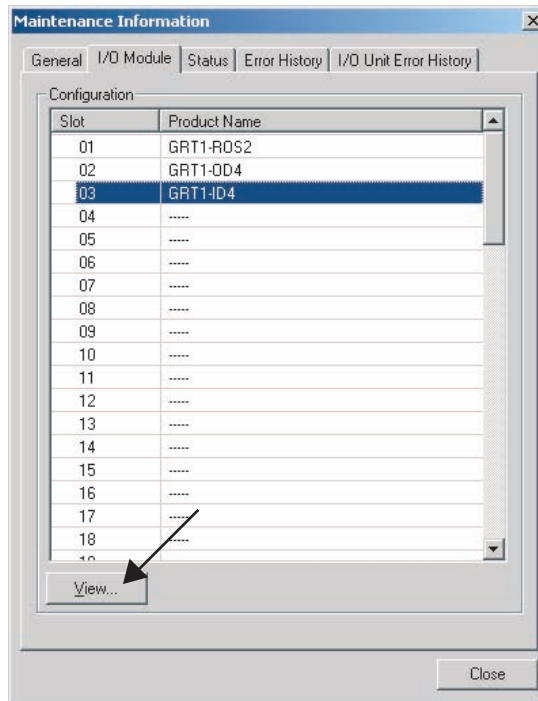 Maintenance Information
General I/O Module Status Error History I/O Unit Error History
Configuration
Slot Product Name
01 GRT1-ROS2
02 GRT1-OD4
03 GRT1-ID4
04 -----
05 -----
06 -----
07 -----
08 -----
09 -----
10 -----
11 -----
12 -----
13 -----
14 -----
15 -----
16 -----
17 -----
18 -----
View...
Close